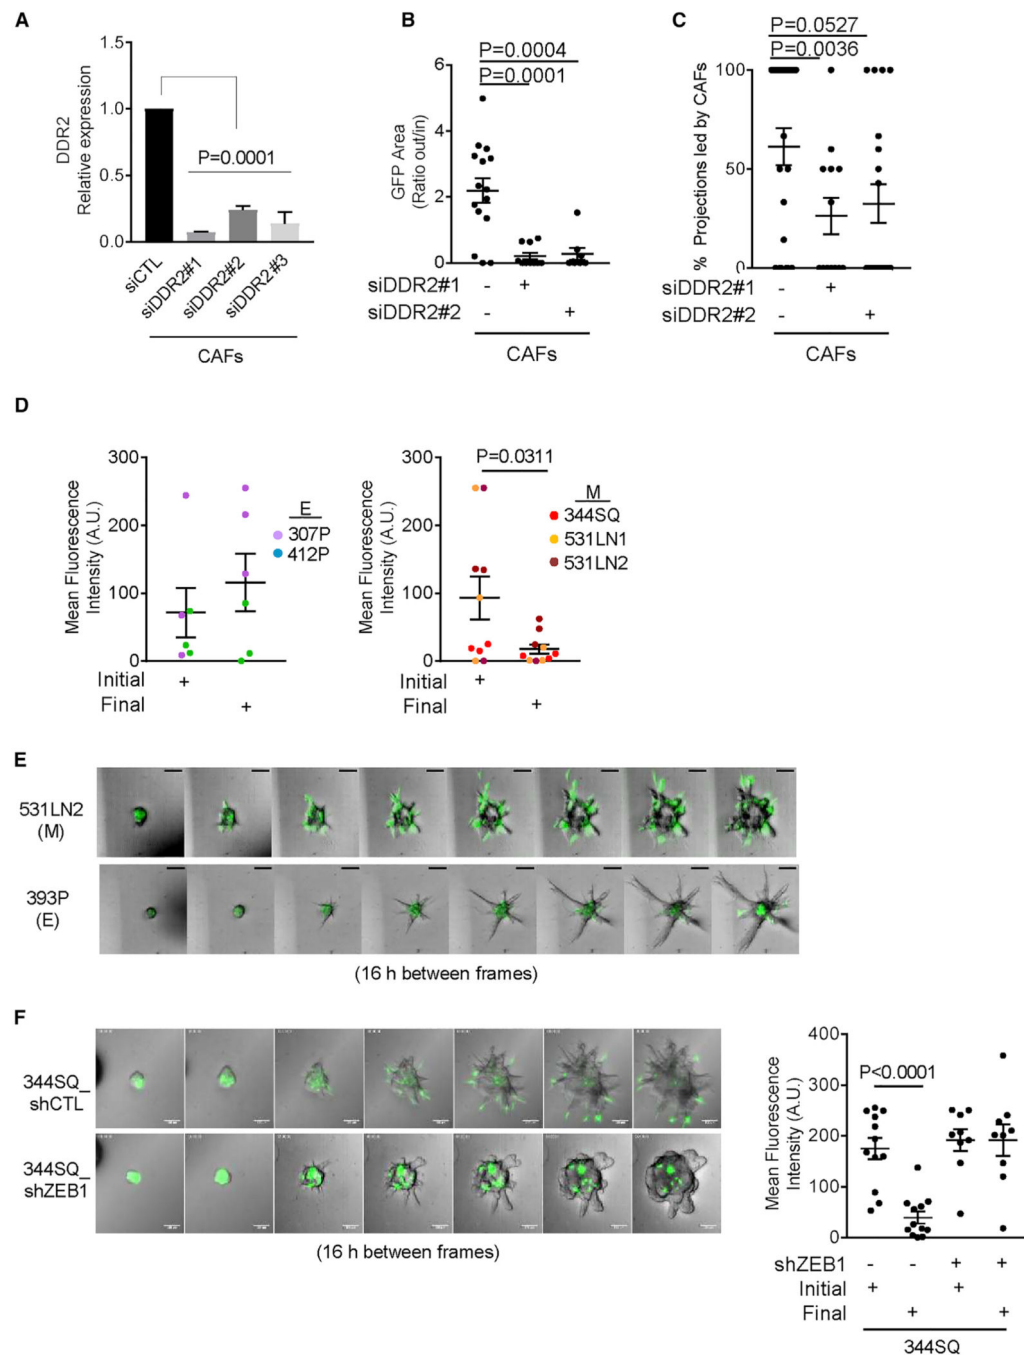 A
1.5
1.0
0.5
0.0
DDR2
Relative expression
P=0.0001
siCTL
siDDR2#1
siDDR2#2
siDDR2#3
CAFs
B
P=0.0004
P=0.0001
6
4
2
0
GFP Area
(Ratio out/in)
siDDR2#1 - +
siDDR2#2 - +
CAFs
C
P=0.0527
P=0.0036
100
50
0
% Projections led by CAFs
siDDR2#1 - +
siDDR2#2 - +
CAFs
D
300
200
100
0
Mean Fluorescence
Intensity (A.U.)
E
307P
412P
Initial +
Final +
P=0.0311
300
200
100
0
Mean Fluorescence
Intensity (A.U.)
M
344SQ
531LN1
531LN2
Initial +
Final +
E
531LN2
(M)
393P
(E)
(16 h between frames)
F
344SQ_
shCTL
344SQ_
shZEB1
(16 h between frames)
400
300
200
100
0
Mean Fluorescence
Intensity (A.U.)
P<0.0001
shZEB1 - - + +
Initial + +
Final + +
344SQ